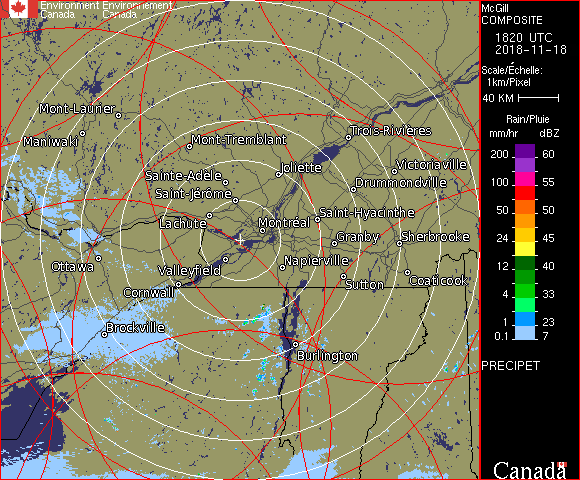 Environment Environnement
Canada Canada
McGill
COMPOSITE
1820 UTC
2018-11-18
Scale/Échelle:
1km/Pixel
40 KM
Rain/Pluie
mm/hr dBZ
200 60
150 55
100 55
50 50
24 45
12 40
4 33
1 23
0.1 7
PRECIPET
Canada
Mont-Laurier
Maniwaki
Mont-Tremblant
Trois-Rivières
Joliette
Victoriaville
Sainte-Adèle
Drummondville
Saint-Jérôme
Lachute
Montréal
Saint-Hyacinthe
Granby
Sherbrooke
Ottawa
Valleyfield
Napierville
Cornwall
Sutton
Coaticook
Brockville
Burlington